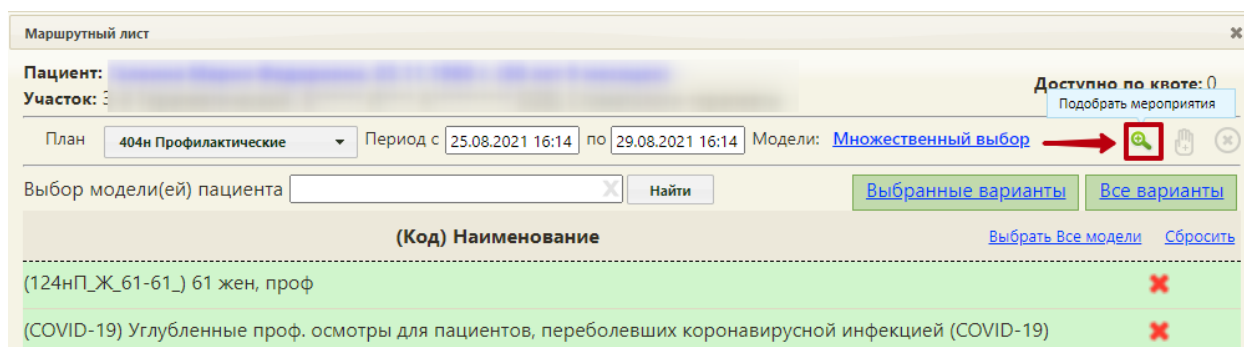 Маршрутный лист
Пациент:
Участок: Доступно по квоте: 0
Подобрать мероприятия
План 404н Профилактические Период с 25.08.2021 16:14 по 29.08.2021 16:14 Модели: Множественный выбор
Выбор модели(ей) пациента Найти Выбранные варианты Все варианты
(Код) Наименование Выбрать Все модели Сбросить
(124нП_Ж_61-61_) 61 жен, проф
(COVID-19) Углубленные проф. осмотры для пациентов, переболевших коронавирусной инфекцией (COVID-19)